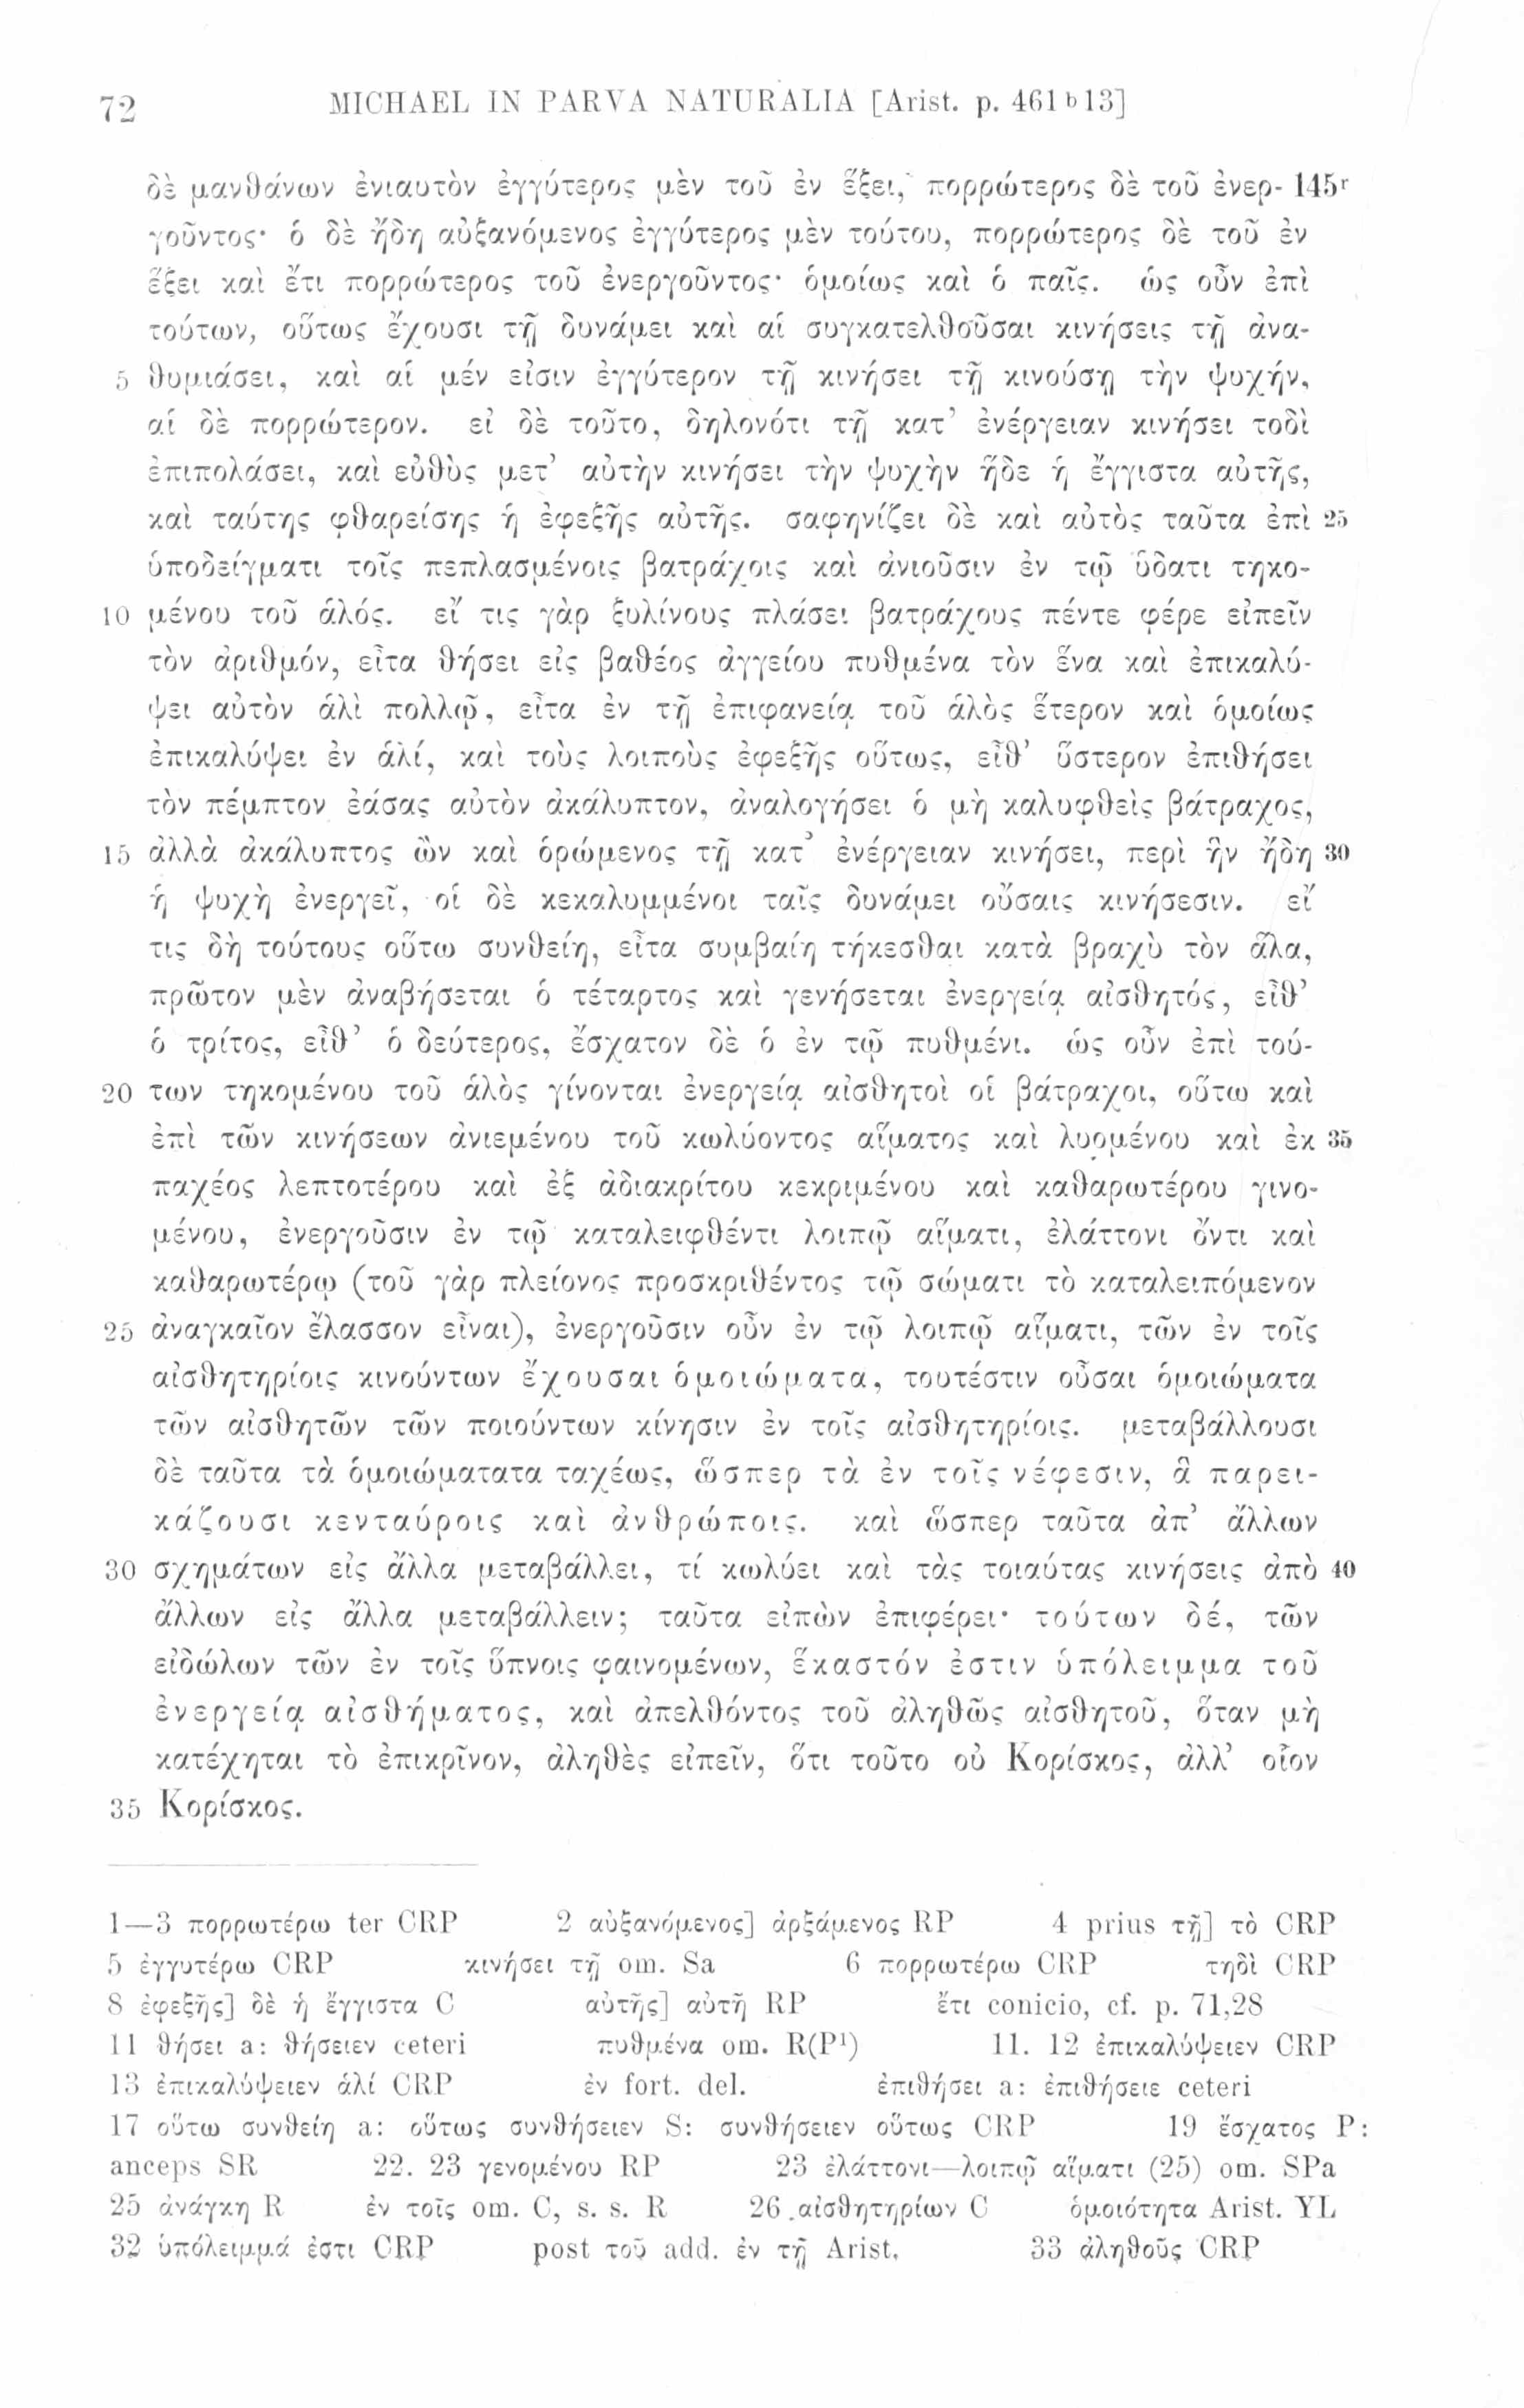 72 MICHAEL IN PARVA NATURALIA [Arist. p. 461 b 13]
δὲ μανθάνων ἐνιαυτὸν ἐγγύτερος μὲν τοῦ ἐν ἕξει, πορρώτερος δὲ τοῦ ἐνερ- 145r
γοῦντος· ὁ δὲ ἤδη αὐξανόμενος ἐγγύτερος μὲν τούτου, πορρώτερος δὲ τοῦ ἐν
ἕξει καὶ ἔτι πορρώτερος τοῦ ἐνεργοῦντος· ὁμοίως καὶ ὁ παῖς. ὡς οὖν ἐπὶ
τούτων, οὕτως ἔχουσι τῇ δυνάμει καὶ αἱ συγκατελθοῦσαι κινήσεις τῇ ἀνα-
5 θυμιάσει, καὶ αἱ μέν εἰσιν ἐγγύτερον τῇ κινήσει τῇ κινούσῃ τὴν ψυχήν,
αἱ δὲ πορρώτερον. εἰ δὲ τοῦτο, δηλονότι τῇ κατ’ ἐνέργειαν κινήσει τοδὶ
ἐπιπολάσει, καὶ εὐθὺς μετ’ αὐτὴν κινήσει τὴν ψυχὴν ἥδε ἡ ἔγγιστα αὐτῆς,
καὶ ταύτης φθαρείσης ἡ ἐφεξῆς αὐτῆς. σαφηνίζει δὲ καὶ αὐτὸς ταῦτα ἐπὶ 25
ὑποδείγματι τοῖς πεπλασμένοις βατράχοις καὶ ἀνιοῦσιν ἐν τῷ ὕδατι τηκο-
10 μένου τοῦ ἁλός. εἴ τις γὰρ ξυλίνους πλάσει βατράχους πέντε φέρε εἰπεῖν
τὸν ἀριθμόν, εἶτα θήσει εἰς βαθέος ἀγγείου πυθμένα τὸν ἕνα καὶ ἐπικαλύ-
ψει αὐτὸν ἁλὶ πολλῷ, εἶτα ἐν τῇ ἐπιφανείᾳ τοῦ ἁλὸς ἕτερον καὶ ὁμοίως
ἐπικαλύψει ἐν ἁλί, καὶ τοὺς λοιποὺς ἐφεξῆς οὕτως, εἶθ’ ὕστερον ἐπιθήσει
τὸν πέμπτον ἐάσας αὐτὸν ἀκάλυπτον, ἀναλογήσει ὁ μὴ καλυφθεὶς βάτραχος,
15 ἀλλὰ ἀκάλυπτος ὢν καὶ ὁρώμενος τῇ κατ’ ἐνέργειαν κινήσει, περὶ ἣν ἤδη 30
ἡ ψυχὴ ἐνεργεῖ, οἱ δὲ κεκαλυμμένοι ταῖς δυνάμει οὔσαις κινήσεσιν. εἴ
τις δὴ τούτους οὕτω συνθείη, εἶτα συμβαίη τήκεσθαι κατὰ βραχὺ τὸν ἅλα,
πρῶτον μὲν ἀναβήσεται ὁ τέταρτος καὶ γενήσεται ἐνεργείᾳ αἰσθητός, εἶθ’
ὁ τρίτος, εἶθ’ ὁ δεύτερος, ἔσχατον δὲ ὁ ἐν τῷ πυθμένι. ὡς οὖν ἐπὶ τού-
20 των τηκομένου τοῦ ἁλὸς γίνονται ἐνεργείᾳ αἰσθητοὶ οἱ βάτραχοι, οὕτω καὶ
ἐπὶ τῶν κινήσεων ἀνιεμένου τοῦ κωλύοντος αἵματος καὶ λυομένου καὶ ἐκ 35
παχέος λεπτοτέρου καὶ ἐξ ἀδιακρίτου κεκριμένου καὶ καθαρωτέρου γινο-
μένου, ἐνεργοῦσιν ἐν τῷ καταλειφθέντι λοιπῷ αἵματι, ἐλάττονι ὄντι καὶ
καθαρωτέρῳ (τοῦ γὰρ πλείονος προσκριθέντος τῷ σώματι τὸ καταλειπόμενον
25 ἀναγκαῖον ἔλασσον εἶναι), ἐνεργοῦσιν οὖν ἐν τῷ λοιπῷ αἵματι, τῶν ἐν τοῖς
αἰσθητηρίοις κινούντων ἔχουσαι ὁμοιώματα, τουτέστιν οὖσαι ὁμοιώματα
τῶν αἰσθητῶν τῶν ποιούντων κίνησιν ἐν τοῖς αἰσθητηρίοις. μεταβάλλουσι
δὲ ταῦτα τὰ ὁμοιώματατα ταχέως, ὥσπερ τὰ ἐν τοῖς νέφεσιν, ἃ παρει-
κάζουσι κενταύροις καὶ ἀνθρώποις. καὶ ὥσπερ ταῦτα ἀπ’ ἄλλων
30 σχημάτων εἰς ἄλλα μεταβάλλει, τί κωλύει καὶ τὰς τοιαύτας κινήσεις ἀπὸ 40
ἄλλων εἰς ἄλλα μεταβάλλειν; ταῦτα εἰπὼν ἐπιφέρει· τούτων δέ, τῶν
εἰδώλων τῶν ἐν τοῖς ὕπνοις φαινομένων, ἕκαστόν ἐστιν ὑπόλειμμα τοῦ
ἐνεργείᾳ αἰσθήματος, καὶ ἀπελθόντος τοῦ ἀληθῶς αἰσθητοῦ, ὅταν μὴ
κατέχηται τὸ ἐπικρῖνον, ἀληθὲς εἰπεῖν, ὅτι τοῦτο οὐ Κορίσκος, ἀλλ’ οἷον
35 Κορίσκος.
1—3 πορρωτέρω ter CRP 2 αὐξανόμενος] ἀρξάμενος RP 4 prius τῇ] τὸ CRP
5 ἐγγυτέρω CRP κινήσει τῇ om. Sa 6 πορρωτέρω CRP τηδὶ CRP
8 ἐφεξῆς] δὲ ἡ ἔγγιστα C αὐτῆς] αὐτῇ RP ἔτι conicio, cf. p. 71,28
11 θήσει a: θήσειεν ceteri πυθμένα om. R(P¹) 11. 12 ἐπικαλύψειεν CRP
13 ἐπικαλύψειεν ἁλί CRP ἐν fort. del. ἐπιθήσει a: ἐπιθήσειε ceteri
17 οὕτω συνθείη a: οὕτως συνθήσειεν S: συνθήσειεν οὕτως CRP 19 ἔσχατος P:
anceps SR 22. 23 γενομένου RP 23 ἐλάττονι—λοιπῷ αἵματι (25) om. SPa
25 ἀνάγκη R ἐν τοῖς om. C, s. s. R 26 αἰσθητηρίων C ὁμοιότητα Arist. YL
32 ὑπόλειμμά ἐστι CRP post τοῦ add. ἐν τῇ Arist. 33 ἀληθοῦς CRP